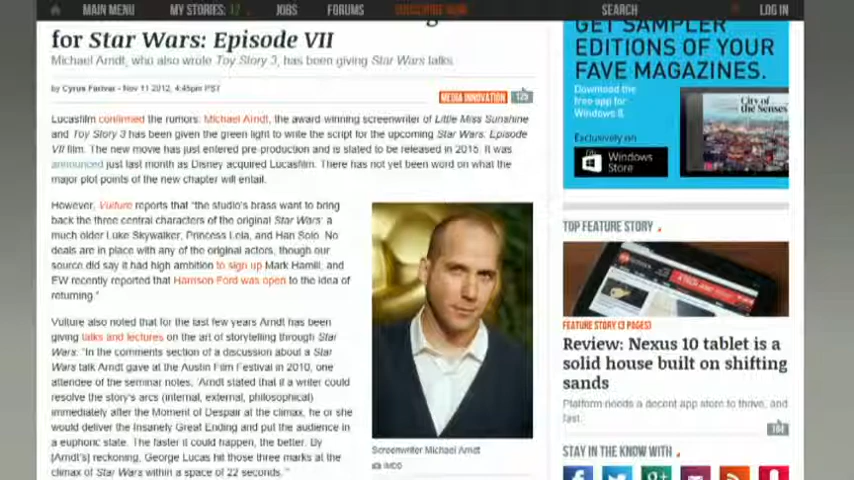 MAIN MENU
MY STORIES: 17
JOBS
FORUMS
SUBSCRIBE NOW
SEARCH
LOG IN
for Star Wars: Episode VII
Michael Arndt, who also wrote Toy Story 3, has been giving Star Wars talks.
by Cyrus Farivar - Nov 11 2012, 4:45pm PST
MEDIA INNOVATION
125
Lucasfilm confirmed the rumors: Michael Arndt, the award winning screenwriter of Little Miss Sunshine
and Toy Story 3 has been given the green light to write the script for the upcoming Star Wars: Episode
VII film. The new movie has just entered pre-production and is slated to be released in 2015. It was
announced just last month as Disney acquired Lucasfilm. There has not yet been word on what the
major plot points of the new chapter will entail.
However, Vulture reports that "the studio's brass want to bring
back the three central characters of the original Star Wars: a
much older Luke Skywalker, Princess Leia, and Han Solo. No
deals are in place with any of the original actors, though our
source did say it had high ambition to sign up Mark Hamill, and
EW recently reported that Harrison Ford was open to the idea of
returning."
Vulture also noted that for the last few years Arndt has been
giving talks and lectures on the art of storytelling through Star
Wars. "In the comments section of a discussion about a Star
Wars talk Arndt gave at the Austin Film Festival in 2010, one
attendee of the seminar notes, 'Arndt stated that if a writer could
resolve the story's arcs (internal, external, philosophical)
immediately after the Moment of Despair at the climax, he or she
would deliver the Insanely Great Ending and put the audience in
a euphoric state. The faster it could happen, the better. By
[Arndt's] reckoning, George Lucas hit those three marks at the
climax of Star Wars within a space of 22 seconds.'"
Screenwriter Michael Arndt
IMDB
GET SAMPLER
EDITIONS OF YOUR
FAVE MAGAZINES.
Download the
free app for
Windows 8.
Exclusively on
Windows
Store
City of
the Senses
TOP FEATURE STORY
FEATURE STORY (3 PAGES)
Review: Nexus 10 tablet is a
solid house built on shifting
sands
Platform needs a decent app store to thrive, and
fast.
STAY IN THE KNOW WITH